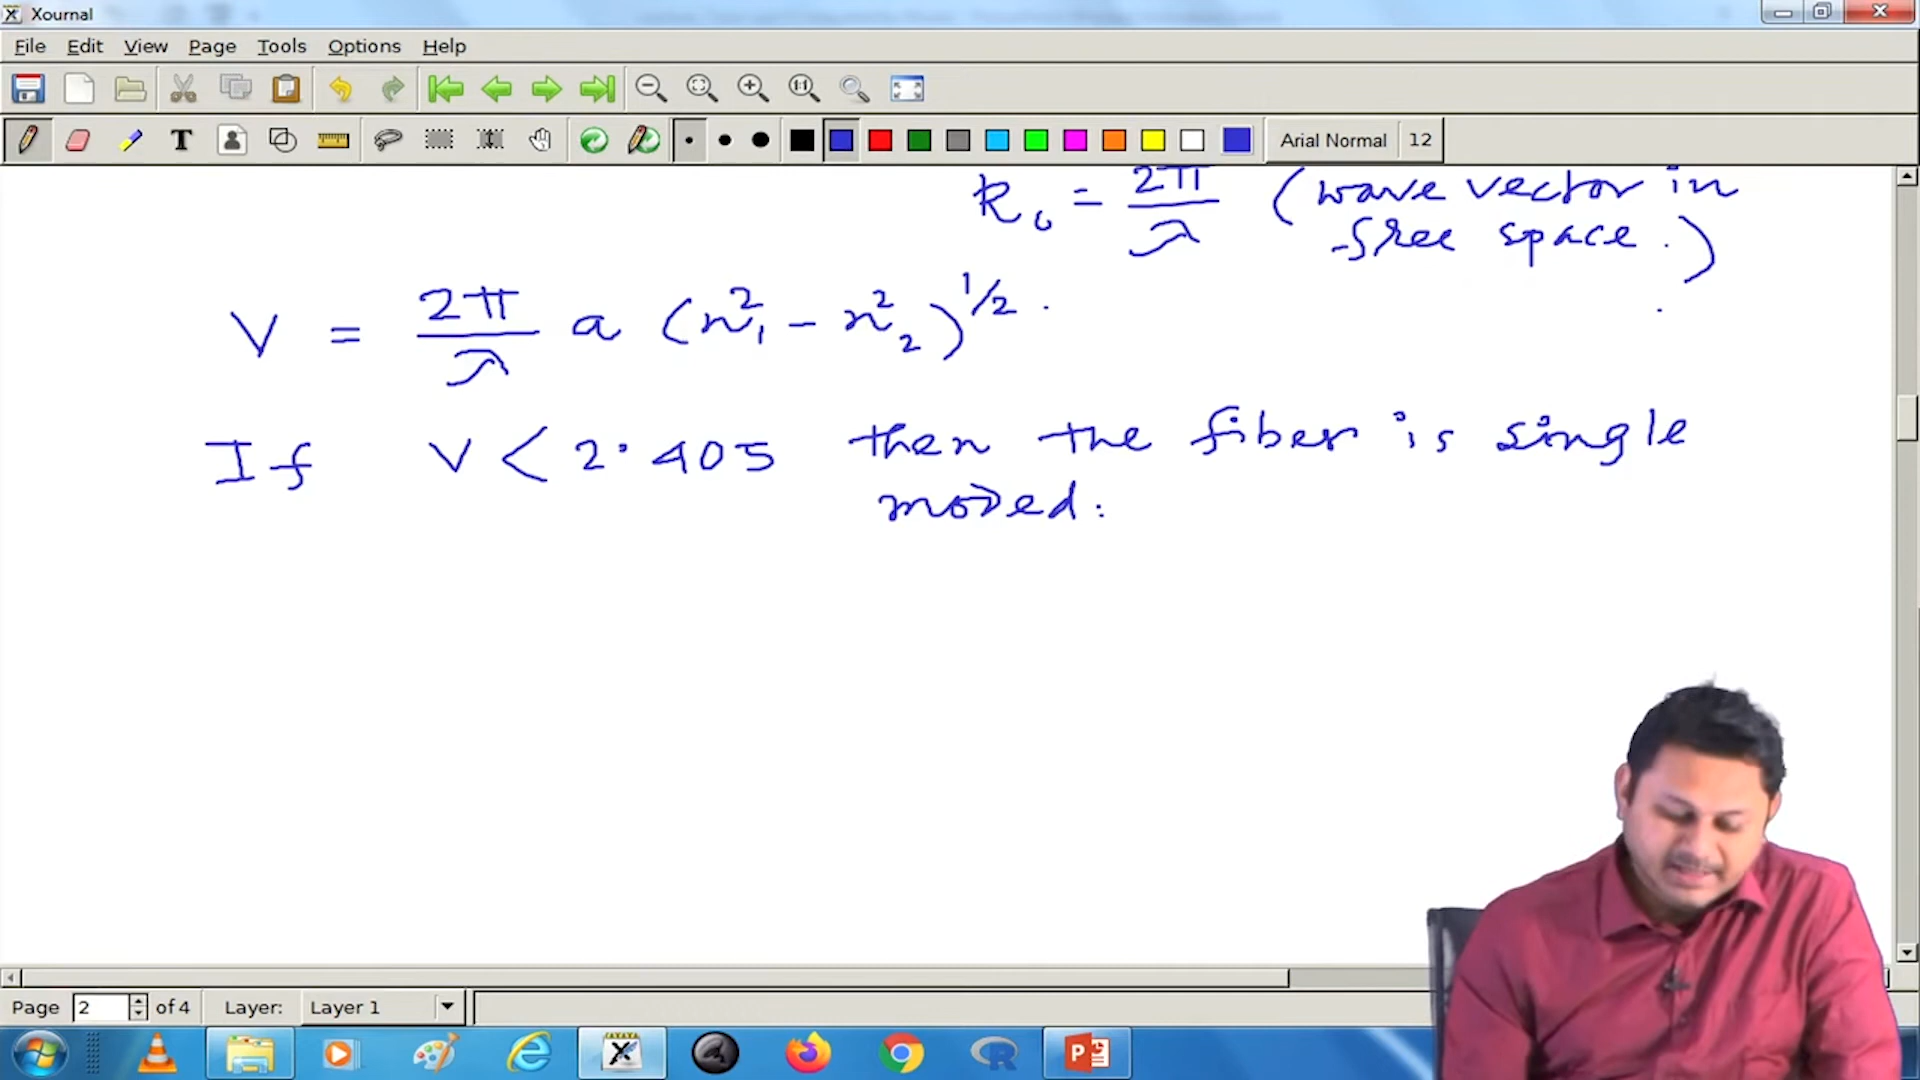 Xournal
File Edit View Page Tools Options Help
T Arial Normal 12
k₀ = 2π/λ (wave vector in
free space.)
V = 2π/λ a (n₁² - n₂²)^1/2.
If V < 2.405 then the fiber is single
moded.
Page 2 of 4 Layer: Layer 1